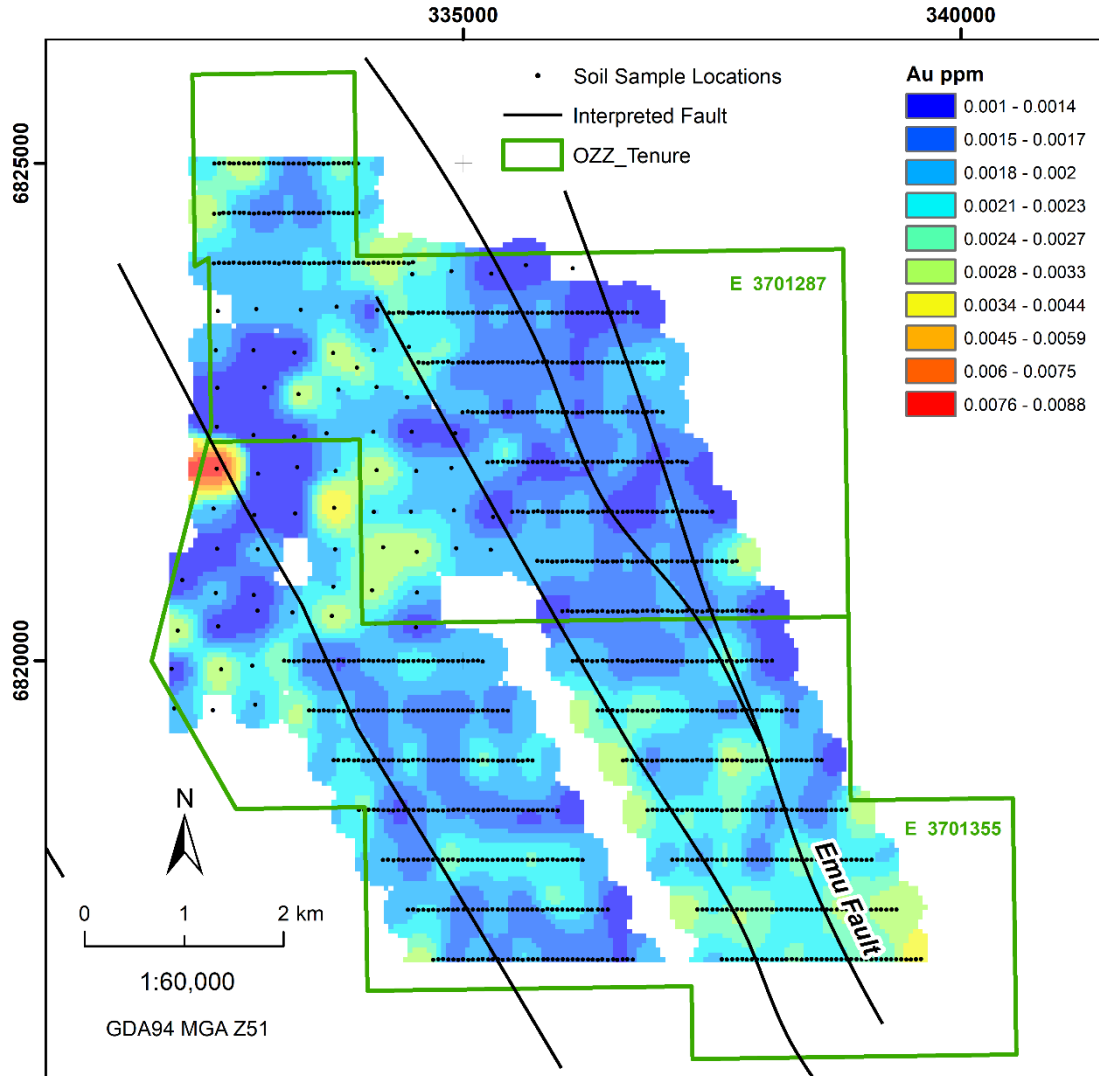 335000
340000
Soil Sample Locations
Interpreted Fault
OZZ_Tenure
Au ppm
0.001 - 0.0014
0.0015 - 0.0017
0.0018 - 0.002
0.0021 - 0.0023
0.0024 - 0.0027
0.0028 - 0.0033
0.0034 - 0.0044
0.0045 - 0.0059
0.006 - 0.0075
0.0076 - 0.0088
6825000
E 3701287
6820000
E 3701355
Emu Fault
N
0 1 2 km
1:60,000
GDA94 MGA Z51